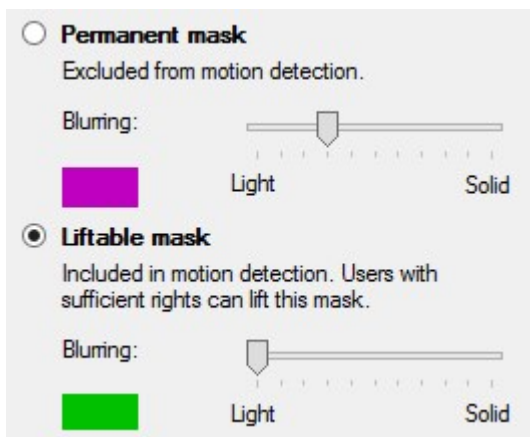 Permanent mask
Excluded from motion detection.
Blurring:
Light Solid
Liftable mask
Included in motion detection. Users with
sufficient rights can lift this mask.
Blurring:
Light Solid